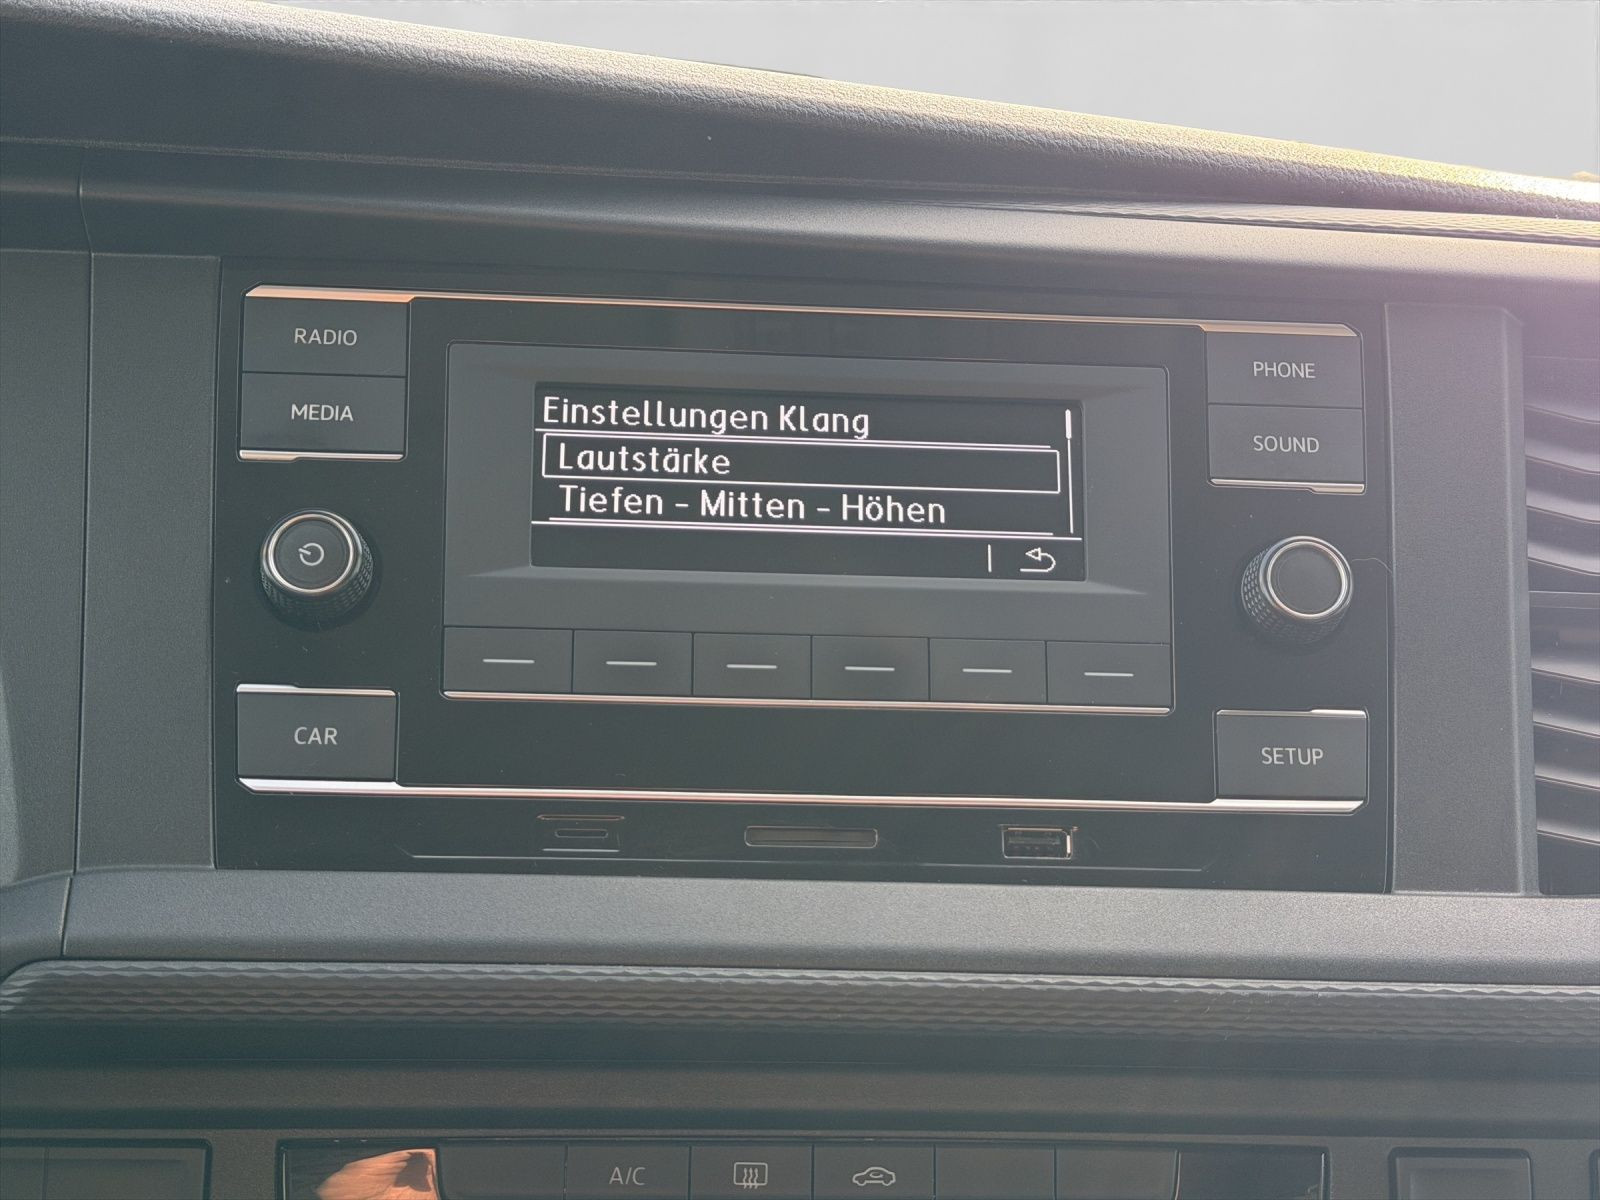 RADIO
MEDIA
PHONE
SOUND
Einstellungen Klang
Lautstärke
Tiefen - Mitten - Höhen
CAR
SETUP
A/C